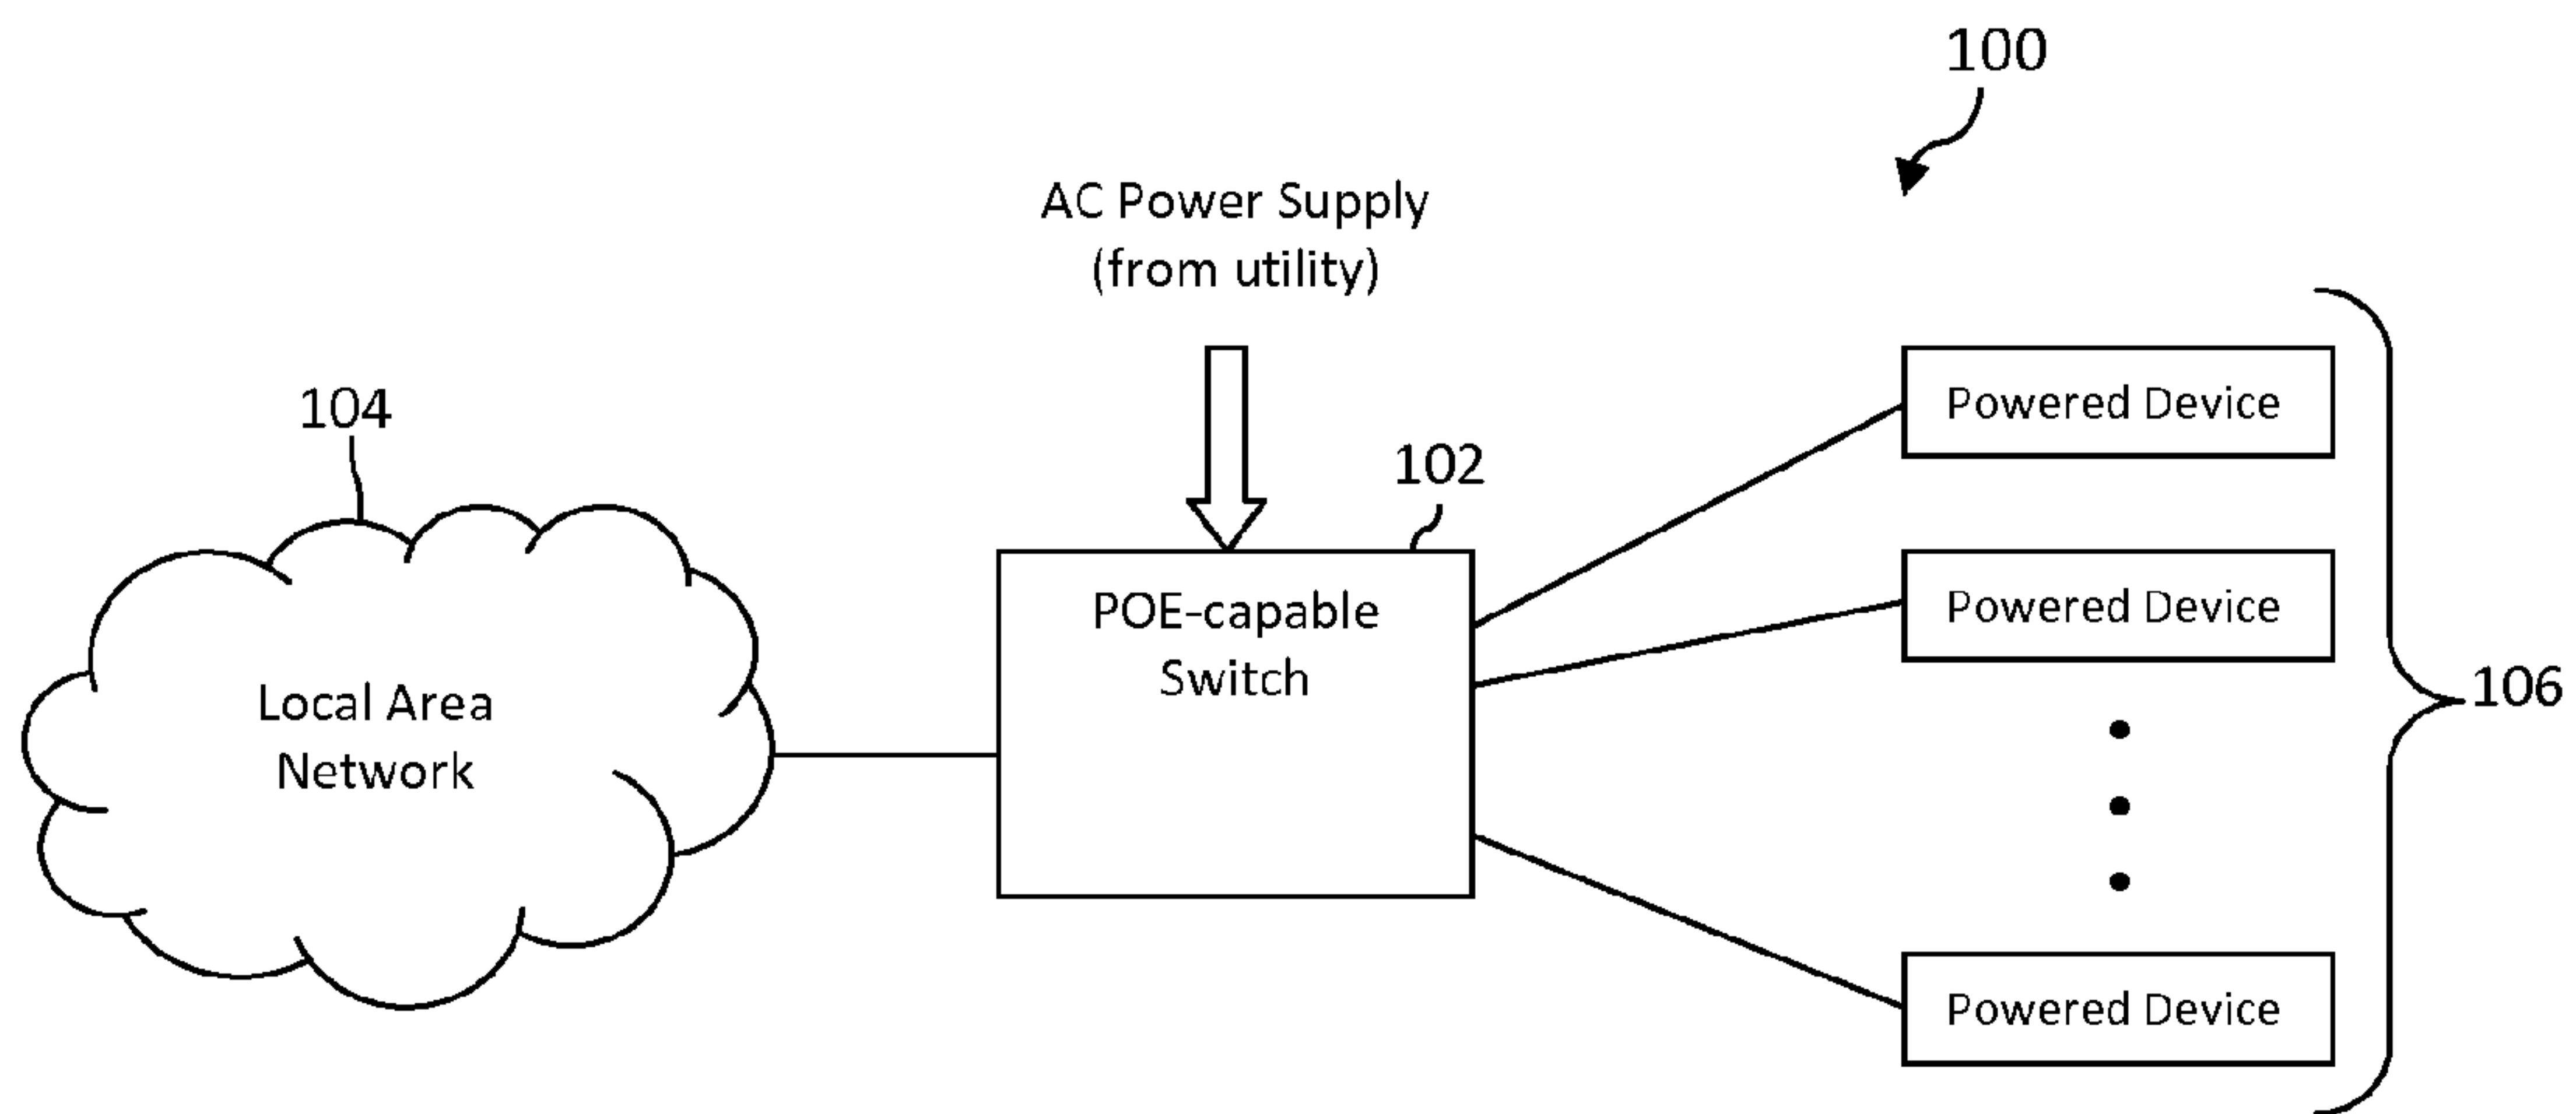 100
AC Power Supply
(from utility)
104
102
Powered Device
POE-capable
Switch
Powered Device
Local Area
Network
106
Powered Device